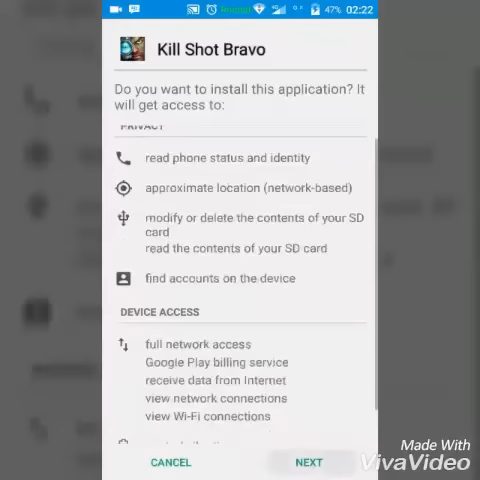 47% 02:22
Kill Shot Bravo
Do you want to install this application? It
will get access to:
PRIVACY
read phone status and identity
approximate location (network-based)
modify or delete the contents of your SD
card
read the contents of your SD card
find accounts on the device
DEVICE ACCESS
full network access
Google Play billing service
receive data from Internet
view network connections
view Wi-Fi connections
CANCEL NEXT
Made With
VivaVideo